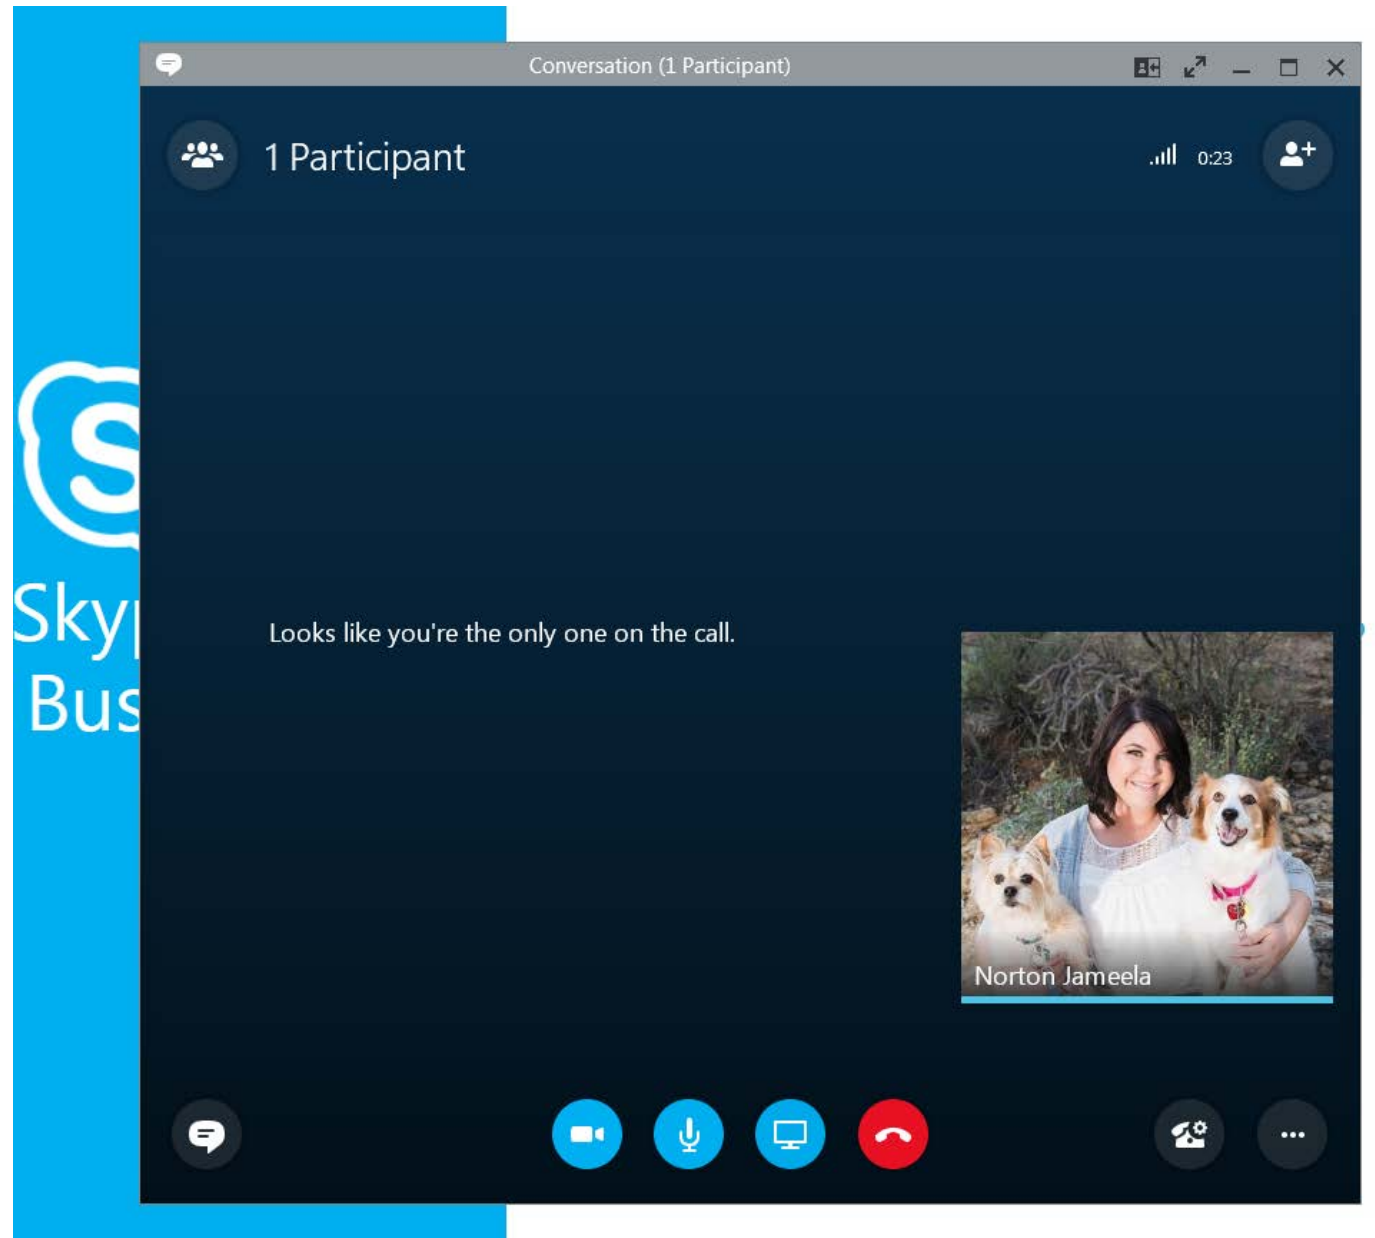 Conversation (1 Participant)
1 Participant
0:23
Looks like you're the only one on the call.
Norton Jameela
Sky
Bus